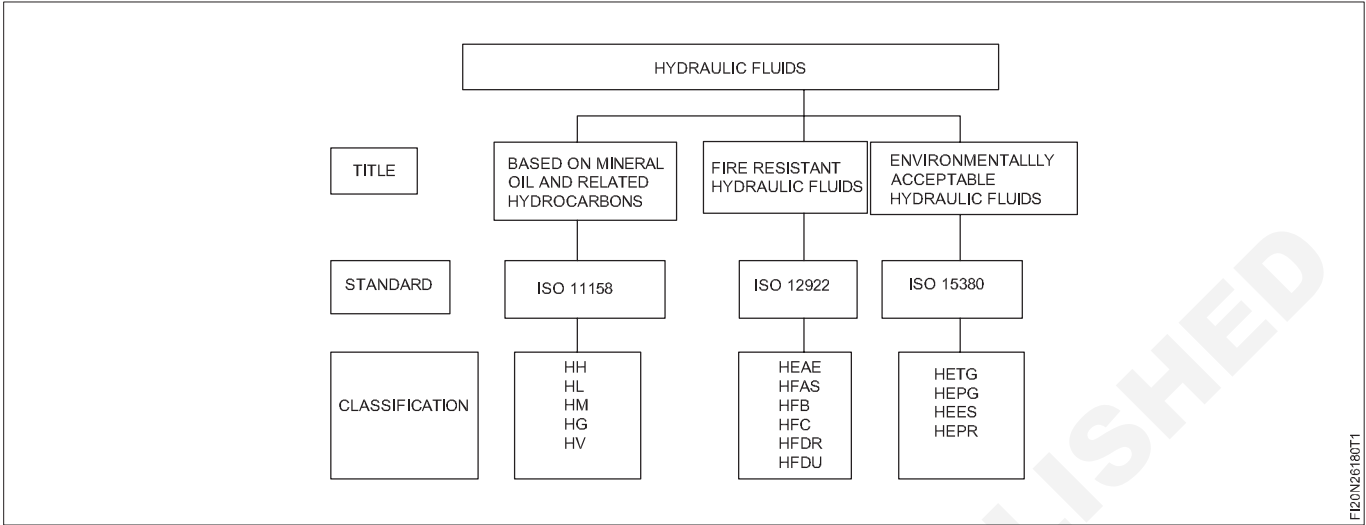 HYDRAULIC FLUIDS
TITLE
BASED ON MINERAL
OIL AND RELATED
HYDROCARBONS
FIRE RESISTANT
HYDRAULIC FLUIDS
ENVIRONMENTALLLY
ACCEPTABLE
HYDRAULIC FLUIDS
STANDARD
ISO 11158
ISO 12922
ISO 15380
CLASSIFICATION
HH
HL
HM
HG
HV
HEAE
HFAS
HFB
HFC
HFDR
HFDU
HETG
HEPG
HEES
HEPR
FI20N26180T1
LISHED